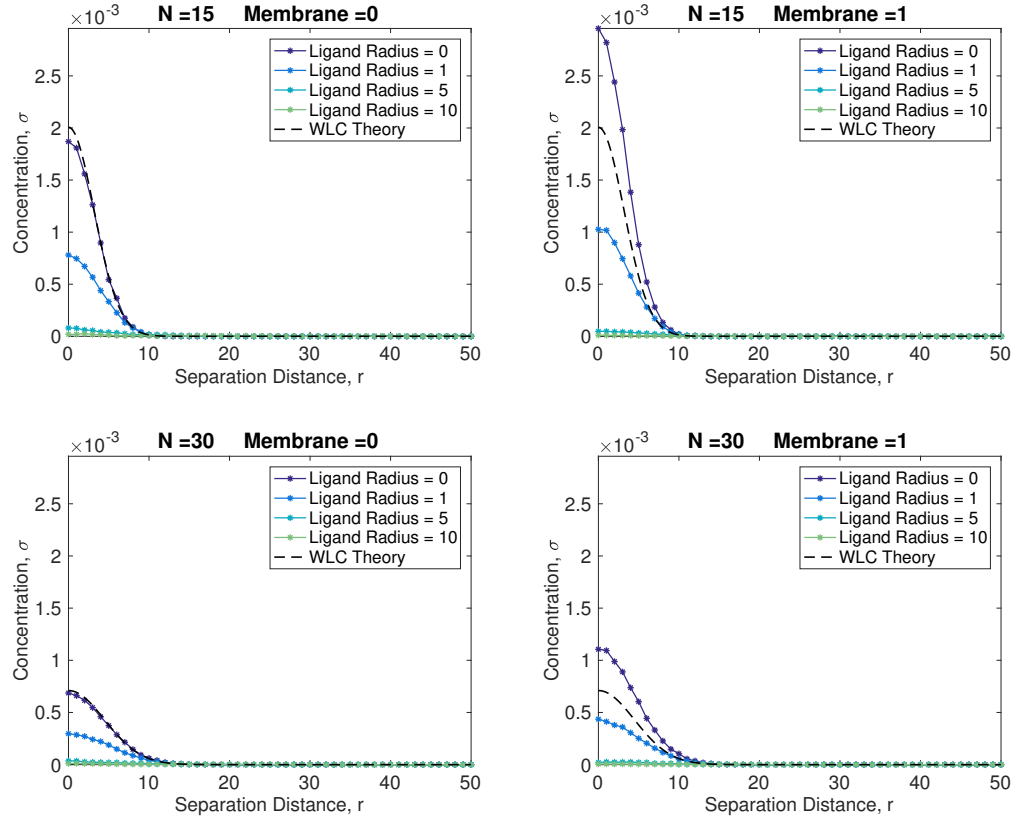 N =15 Membrane =0
×10⁻³
Concentration, σ
2.5
2
1.5
1
0.5
0
0 10 20 30 40 50
Separation Distance, r
Ligand Radius = 0
Ligand Radius = 1
Ligand Radius = 5
Ligand Radius = 10
WLC Theory
N =15 Membrane =1
×10⁻³
Concentration, σ
2.5
2
1.5
1
0.5
0
0 10 20 30 40 50
Separation Distance, r
Ligand Radius = 0
Ligand Radius = 1
Ligand Radius = 5
Ligand Radius = 10
WLC Theory
N =30 Membrane =0
×10⁻³
Concentration, σ
2.5
2
1.5
1
0.5
0
0 10 20 30 40 50
Separation Distance, r
Ligand Radius = 0
Ligand Radius = 1
Ligand Radius = 5
Ligand Radius = 10
WLC Theory
N =30 Membrane =1
×10⁻³
Concentration, σ
2.5
2
1.5
1
0.5
0
0 10 20 30 40 50
Separation Distance, r
Ligand Radius = 0
Ligand Radius = 1
Ligand Radius = 5
Ligand Radius = 10
WLC Theory